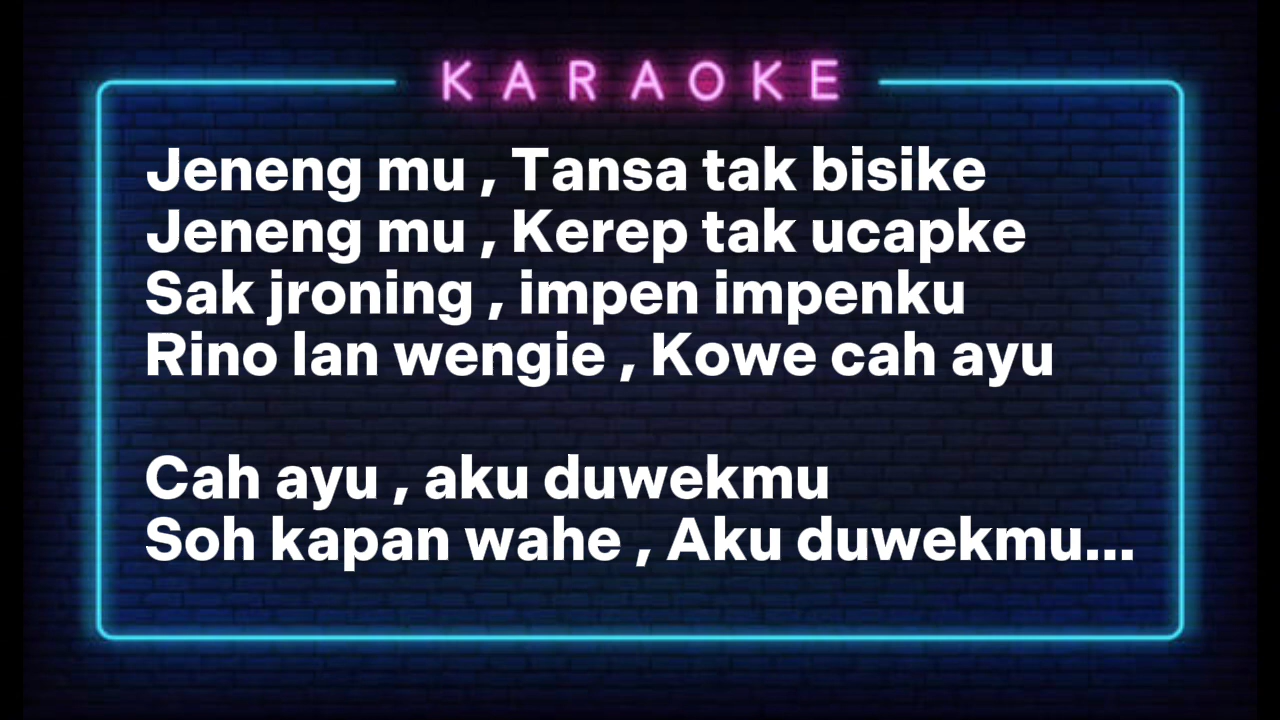 KARAOKE
Jeneng mu , Tansa tak bisike
Jeneng mu , Kerep tak ucapke
Sak jroning , impen impenku
Rino lan wengie , Kowe cah ayu
Cah ayu , aku duwekmu
Soh kapan wahe , Aku duwekmu...